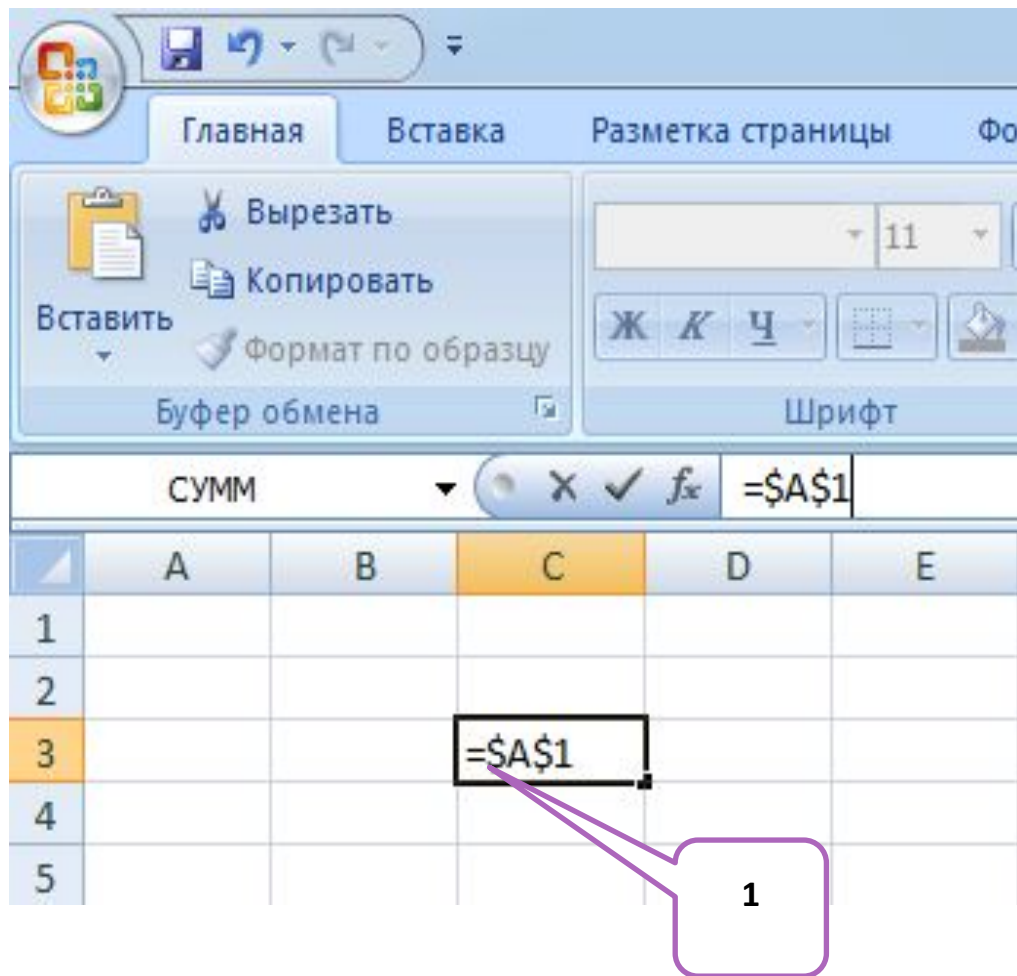 Главная Вставка Разметка страницы Фо
Вырезать
11
Копировать
Вставить
Ж К Ч
Формат по образцу
Буфер обмена Шрифт
СУММ fx =$A$1
A B C D E
1
2
3 =$A$1
4
5
1